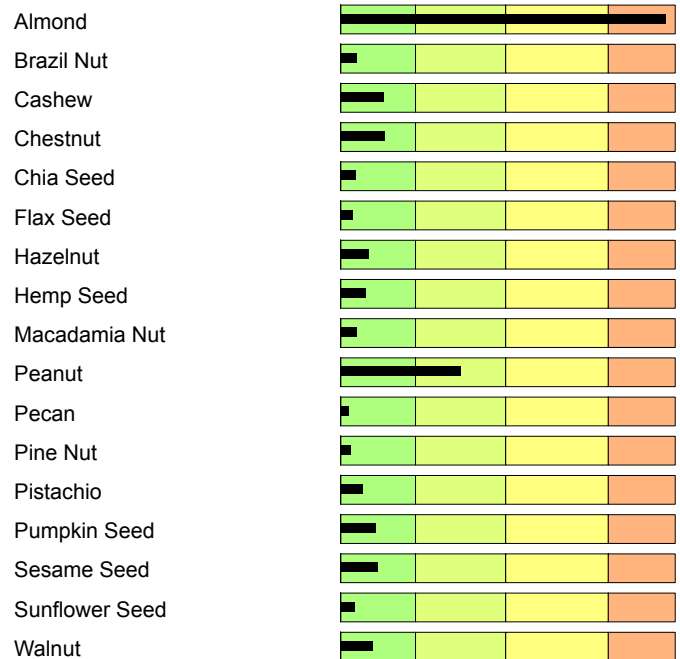 Almond
Brazil Nut
Cashew
Chestnut
Chia Seed
Flax Seed
Hazelnut
Hemp Seed
Macadamia Nut
Peanut
Pecan
Pine Nut
Pistachio
Pumpkin Seed
Sesame Seed
Sunflower Seed
Walnut